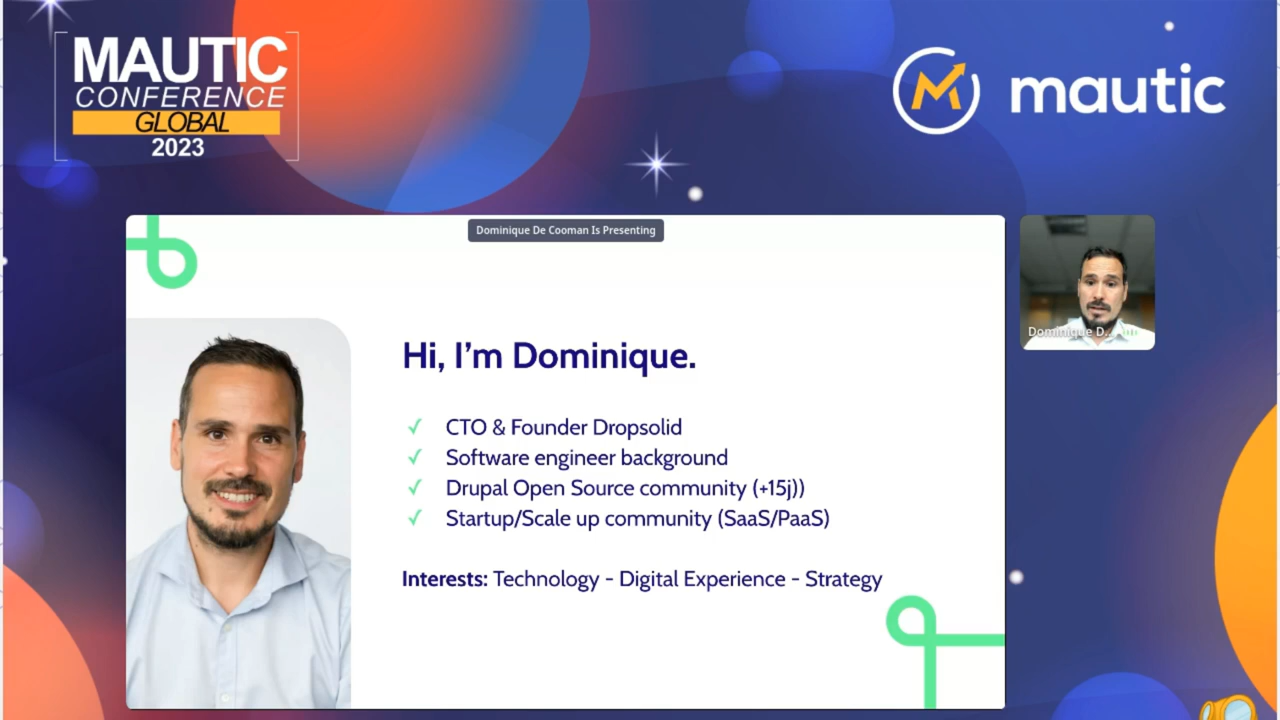 MAUTIC
CONFERENCE
GLOBAL
2023
mautic
Dominique De Cooman Is Presenting
Dominique D...
Hi, I'm Dominique.
✓ CTO & Founder Dropsolid
✓ Software engineer background
✓ Drupal Open Source community (+15j))
✓ Startup/Scale up community (SaaS/PaaS)
Interests: Technology - Digital Experience - Strategy